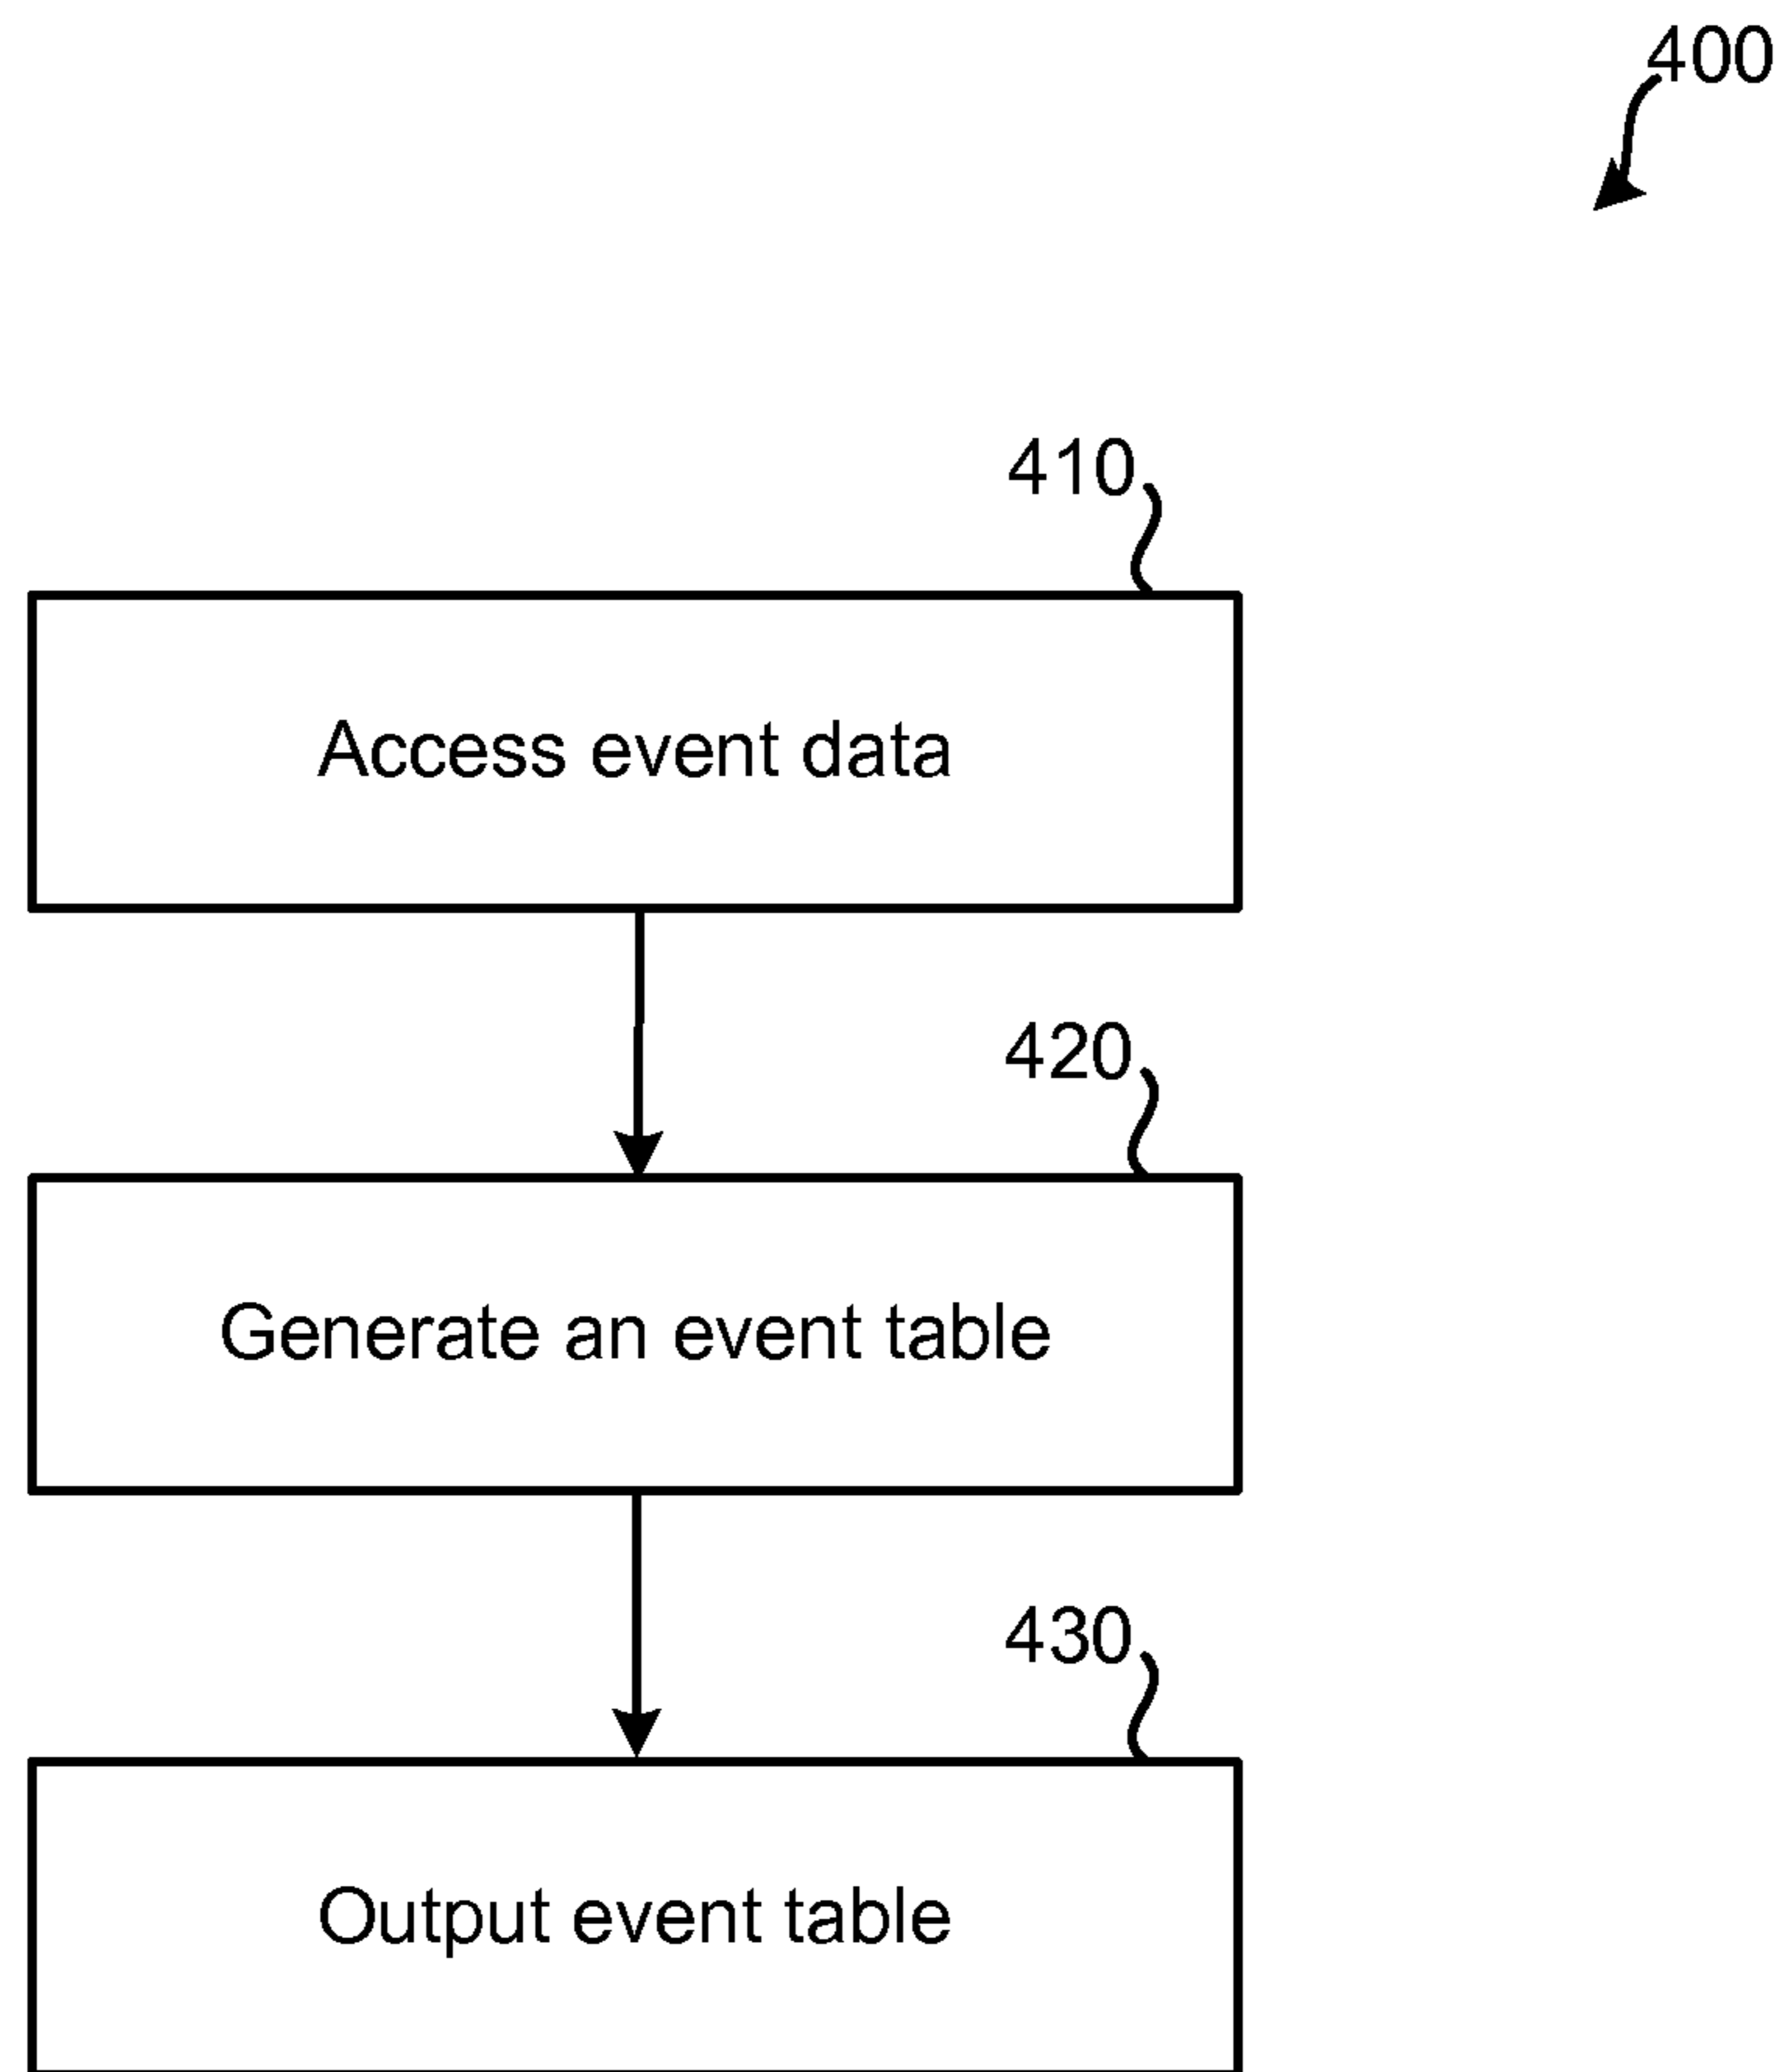 400
410
Access event data
420
Generate an event table
430
Output event table